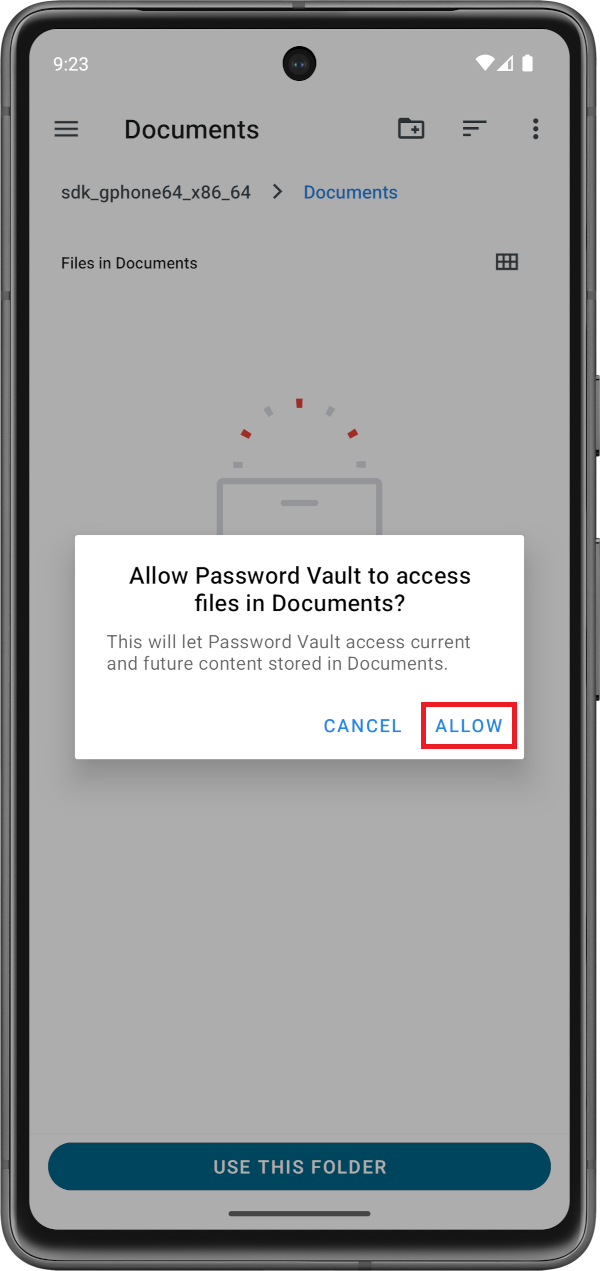 9:23
Documents
sdk_gphone64_x86_64 > Documents
Files in Documents
Allow Password Vault to access
files in Documents?
This will let Password Vault access current
and future content stored in Documents.
CANCEL ALLOW
USE THIS FOLDER